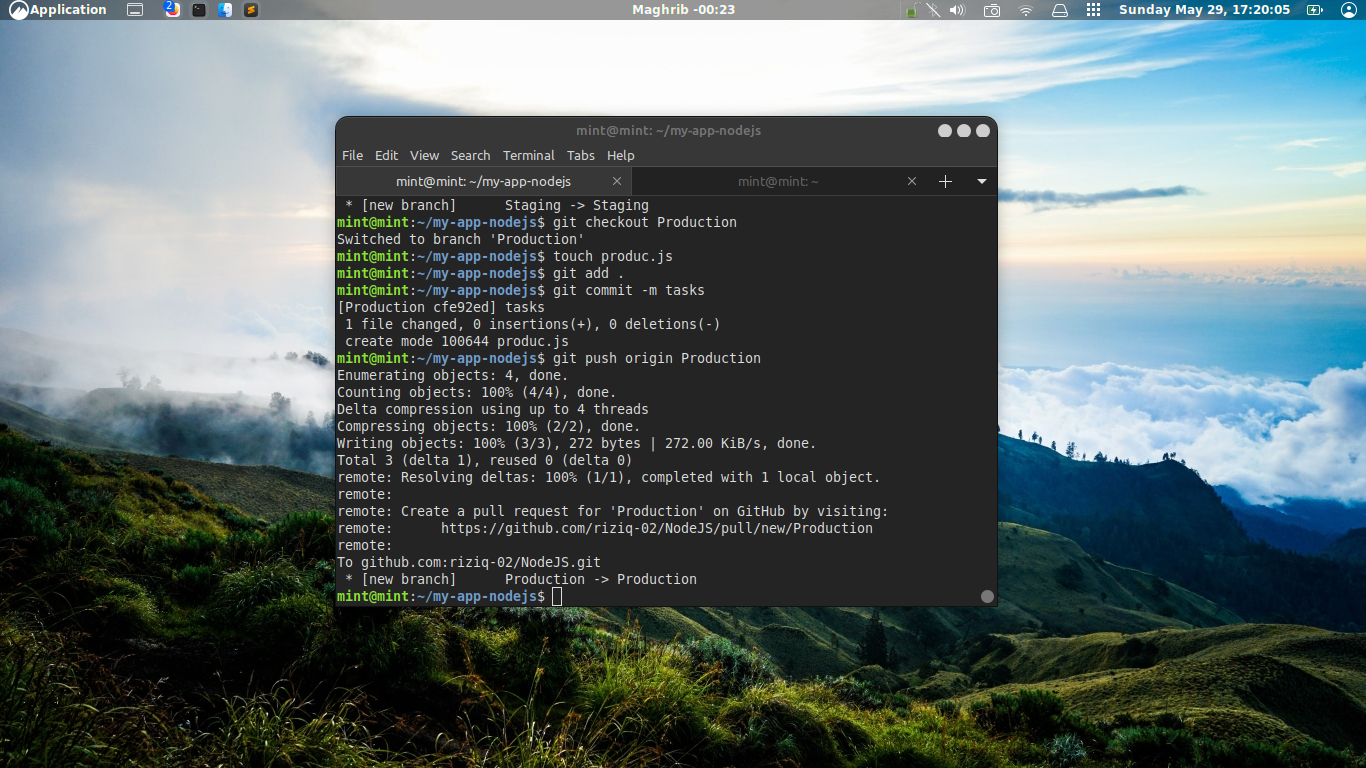 Application
2
Maghrib -00:23
Sunday May 29, 17:20:05
mint@mint: ~/my-app-nodejs
File Edit View Search Terminal Tabs Help
mint@mint: ~/my-app-nodejs
mint@mint: ~
 * [new branch]      Staging -> Staging
mint@mint:~/my-app-nodejs$ git checkout Production
Switched to branch 'Production'
mint@mint:~/my-app-nodejs$ touch produc.js
mint@mint:~/my-app-nodejs$ git add .
mint@mint:~/my-app-nodejs$ git commit -m tasks
[Production cfe92ed] tasks
 1 file changed, 0 insertions(+), 0 deletions(-)
 create mode 100644 produc.js
mint@mint:~/my-app-nodejs$ git push origin Production
Enumerating objects: 4, done.
Counting objects: 100% (4/4), done.
Delta compression using up to 4 threads
Compressing objects: 100% (2/2), done.
Writing objects: 100% (3/3), 272 bytes | 272.00 KiB/s, done.
Total 3 (delta 1), reused 0 (delta 0)
remote: Resolving deltas: 100% (1/1), completed with 1 local object.
remote:
remote: Create a pull request for 'Production' on GitHub by visiting:
remote:      https://github.com/riziq-02/NodeJS/pull/new/Production
remote:
To github.com:riziq-02/NodeJS.git
 * [new branch]      Production -> Production
mint@mint:~/my-app-nodejs$